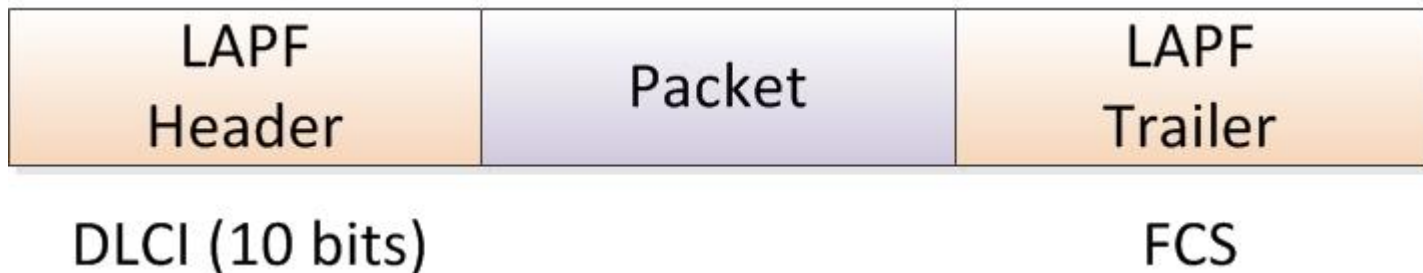 LAPF
Header
Packet
LAPF
Trailer
DLCI (10 bits)
FCS